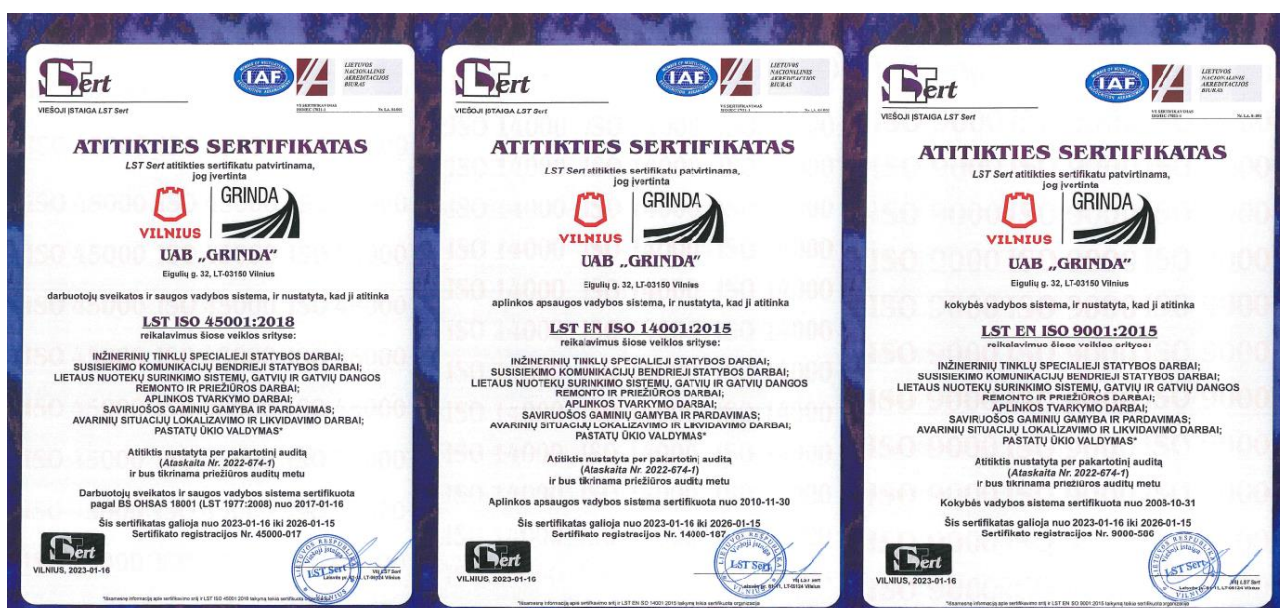 LST Sert
IAF
LIETUVOS
NACIONALINIS
AKREDITACIJOS
BIURAS
VIEŠOJI ĮSTAIGA LST Sert
ATITIKTIES SERTIFIKATAS
LST Sert atitikties sertifikatu patvirtinama,
jog įvertinta
VILNIUS
GRINDA
UAB „GRINDA”
Eigulių g. 32, LT-03150 Vilnius
darbuotojų sveikatos ir saugos vadybos sistema, ir nustatyta, kad ji atitinka
LST ISO 45001:2018
reikalavimus šiose veiklos srityse:
INŽINERINIŲ TINKLŲ SPECIALIEJI STATYBOS DARBAI;
SUSISIEKIMO KOMUNIKACIJŲ BENDRIEJI STATYBOS DARBAI;
LIETAUS NUOTEKŲ SURINKIMO SISTEMŲ, GATVIŲ IR GATVIŲ DANGOS
REMONTO IR PRIEŽIŪROS DARBAI;
APLINKOS TVARKYMO DARBAI;
SAVIRUOŠOS GAMINIŲ GAMYBA IR PARDAVIMAS;
AVARINIŲ SITUACIJŲ LOKALIZAVIMO IR LIKVIDAVIMO DARBAI;
PASTATŲ ŪKIO VALDYMAS*
Atitiktis nustatyta per pakartotinį auditą
(Ataskaita Nr. 2022-674-1)
ir bus tikrinama priežiūros auditų metu
Darbuotojų sveikatos ir saugos vadybos sistema sertifikuota
pagal BS OHSAS 18001 (LST 1977:2008) nuo 2017-01-16
Šis sertifikatas galioja nuo 2023-01-16 iki 2026-01-15
Sertifikato registracijos Nr. 45000-017
LST Sert
VILNIUS, 2023-01-16
LST Sert
LST Sert
IAF
LIETUVOS
NACIONALINIS
AKREDITACIJOS
BIURAS
VIEŠOJI ĮSTAIGA LST Sert
ATITIKTIES SERTIFIKATAS
LST Sert atitikties sertifikatu patvirtinama,
jog įvertinta
VILNIUS
GRINDA
UAB „GRINDA”
Eigulių g. 32, LT-03150 Vilnius
aplinkos apsaugos vadybos sistema, ir nustatyta, kad ji atitinka
LST EN ISO 14001:2015
reikalavimus šiose veiklos srityse:
INŽINERINIŲ TINKLŲ SPECIALIEJI STATYBOS DARBAI;
SUSISIEKIMO KOMUNIKACIJŲ BENDRIEJI STATYBOS DARBAI;
LIETAUS NUOTEKŲ SURINKIMO SISTEMŲ, GATVIŲ IR GATVIŲ DANGOS
REMONTO IR PRIEŽIŪROS DARBAI;
APLINKOS TVARKYMO DARBAI;
SAVIRUOŠOS GAMINIŲ GAMYBA IR PARDAVIMAS;
AVARINIŲ SITUACIJŲ LOKALIZAVIMO IR LIKVIDAVIMO DARBAI;
PASTATŲ ŪKIO VALDYMAS*
Atitiktis nustatyta per pakartotinį auditą
(Ataskaita Nr. 2022-674-1)
ir bus tikrinama priežiūros auditų metu
Aplinkos apsaugos vadybos sistema sertifikuota nuo 2010-11-30
Šis sertifikatas galioja nuo 2023-01-16 iki 2026-01-15
Sertifikato registracijos Nr. 14000-187
LST Sert
VILNIUS, 2023-01-16
LST Sert
LST Sert
IAF
LIETUVOS
NACIONALINIS
AKREDITACIJOS
BIURAS
VIEŠOJI ĮSTAIGA LST Sert
ATITIKTIES SERTIFIKATAS
LST Sert atitikties sertifikatu patvirtinama,
jog įvertinta
VILNIUS
GRINDA
UAB „GRINDA”
Eigulių g. 32, LT-03150 Vilnius
kokybės vadybos sistema, ir nustatyta, kad ji atitinka
LST EN ISO 9001:2015
reikalavimus šiose veiklos srityse:
INŽINERINIŲ TINKLŲ SPECIALIEJI STATYBOS DARBAI;
SUSISIEKIMO KOMUNIKACIJŲ BENDRIEJI STATYBOS DARBAI;
LIETAUS NUOTEKŲ SURINKIMO SISTEMŲ, GATVIŲ IR GATVIŲ DANGOS
REMONTO IR PRIEŽIŪROS DARBAI;
APLINKOS TVARKYMO DARBAI;
SAVIRUOŠOS GAMINIŲ GAMYBA IR PARDAVIMAS;
AVARINIŲ SITUACIJŲ LOKALIZAVIMO IR LIKVIDAVIMO DARBAI;
PASTATŲ ŪKIO VALDYMAS*
Atitiktis nustatyta per pakartotinį auditą
(Ataskaita Nr. 2022-674-1)
ir bus tikrinama priežiūros auditų metu
Kokybės vadybos sistema sertifikuota nuo 2008-10-31
Šis sertifikatas galioja nuo 2023-01-16 iki 2026-01-15
Sertifikato registracijos Nr. 9000-506
LST Sert
VILNIUS, 2023-01-16
LST Sert